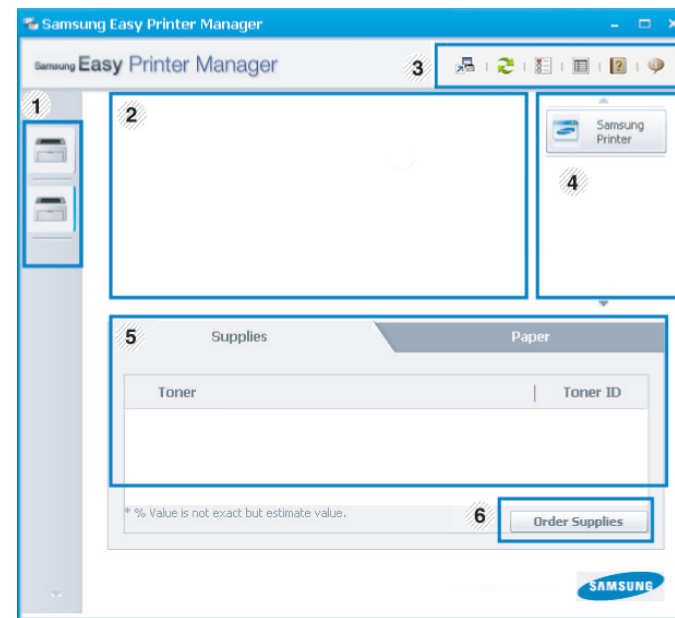 Samsung Easy Printer Manager
Samsung Easy Printer Manager
3
1
2
Samsung
Printer
4
5
Supplies
Paper
Toner
Toner ID
* % Value is not exact but estimate value.
6
Order Supplies
SAMSUNG